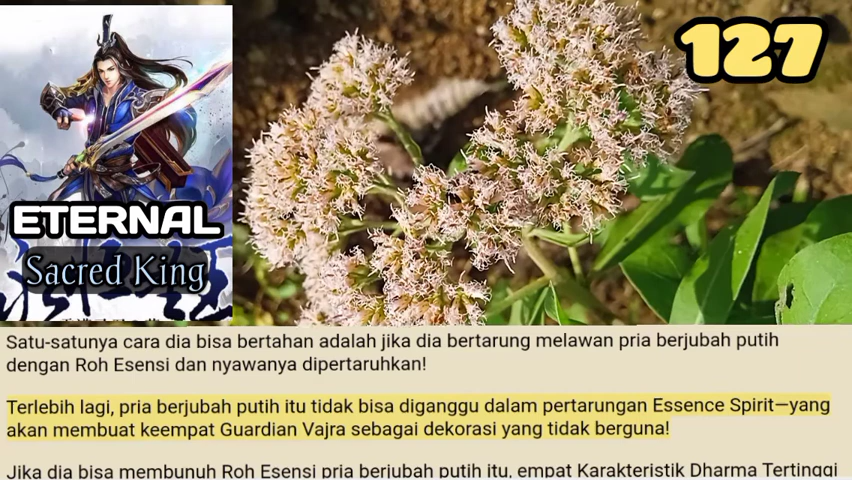 127
ETERNAL
Sacred King
Satu-satunya cara dia bisa bertahan adalah jika dia bertarung melawan pria berjubah putih
dengan Roh Esensi dan nyawanya dipertaruhkan!
Terlebih lagi, pria berjubah putih itu tidak bisa diganggu dalam pertarungan Essence Spirit—yang
akan membuat keempat Guardian Vajra sebagai dekorasi yang tidak berguna!
Jika dia bisa membunuh Roh Esensi pria berjubah putih itu, empat Karakteristik Dharma Tertinggi